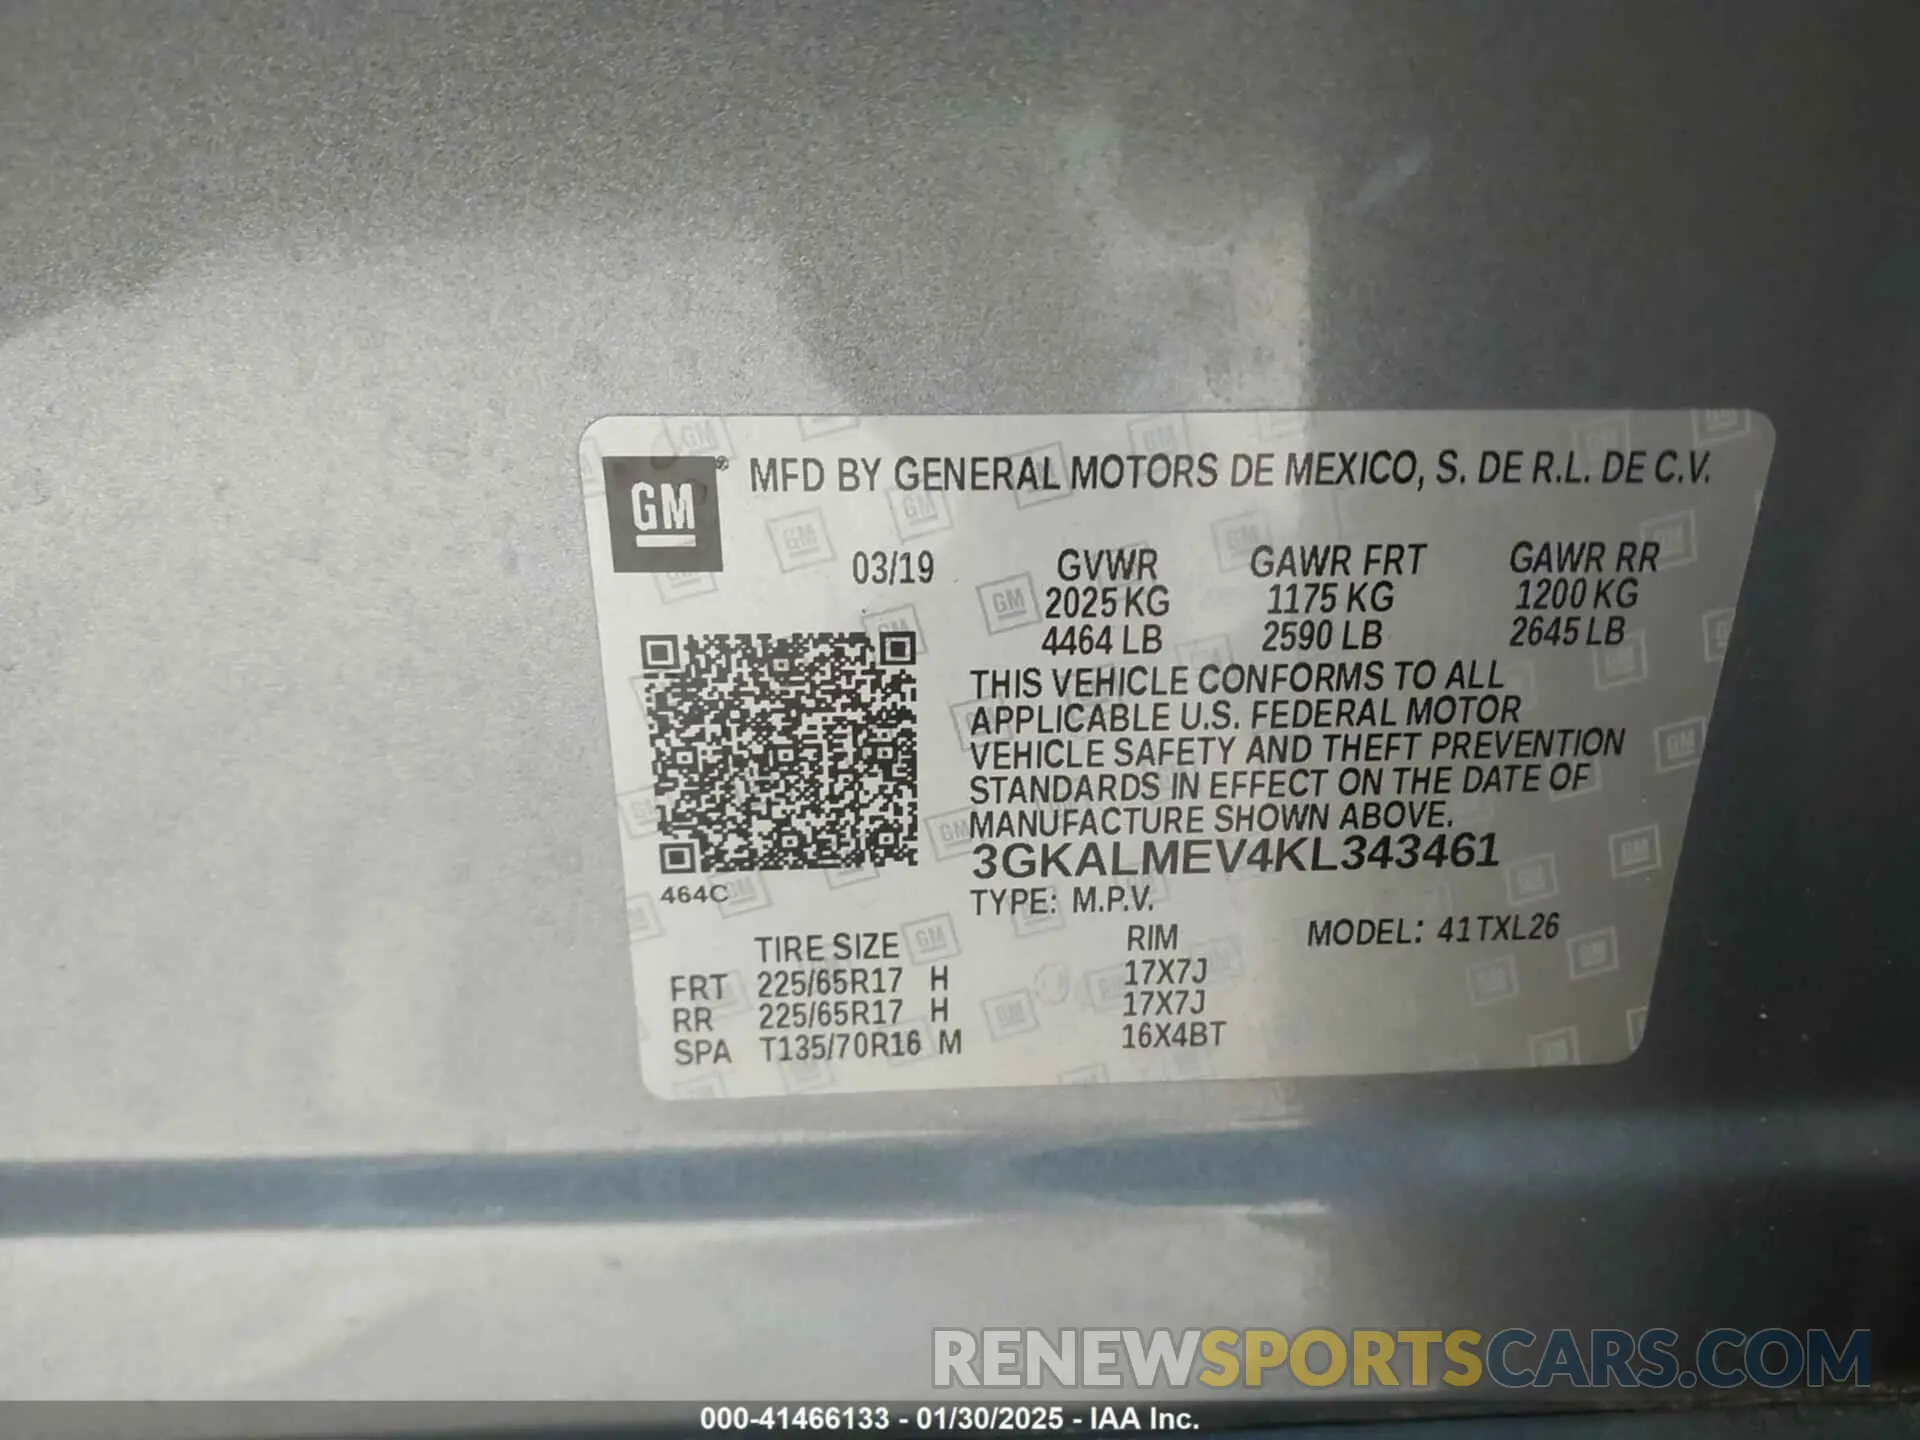 GM® MFD BY GENERAL MOTORS DE MEXICO, S. DE R.L. DE C.V.
03/19 GVWR GAWR FRT GAWR RR
2025 KG 1175 KG 1200 KG
4464 LB 2590 LB 2645 LB
THIS VEHICLE CONFORMS TO ALL
APPLICABLE U.S. FEDERAL MOTOR
VEHICLE SAFETY AND THEFT PREVENTION
STANDARDS IN EFFECT ON THE DATE OF
MANUFACTURE SHOWN ABOVE.
3GKALMEV4KL343461
464C
TYPE: M.P.V.
TIRE SIZE RIM MODEL: 41TXL26
FRT 225/65R17 H 17X7J
RR 225/65R17 H 17X7J
SPA T135/70R16 M 16X4BT
RENEWSPORTSCARS.COM
000-41466133 - 01/30/2025 - IAA Inc.